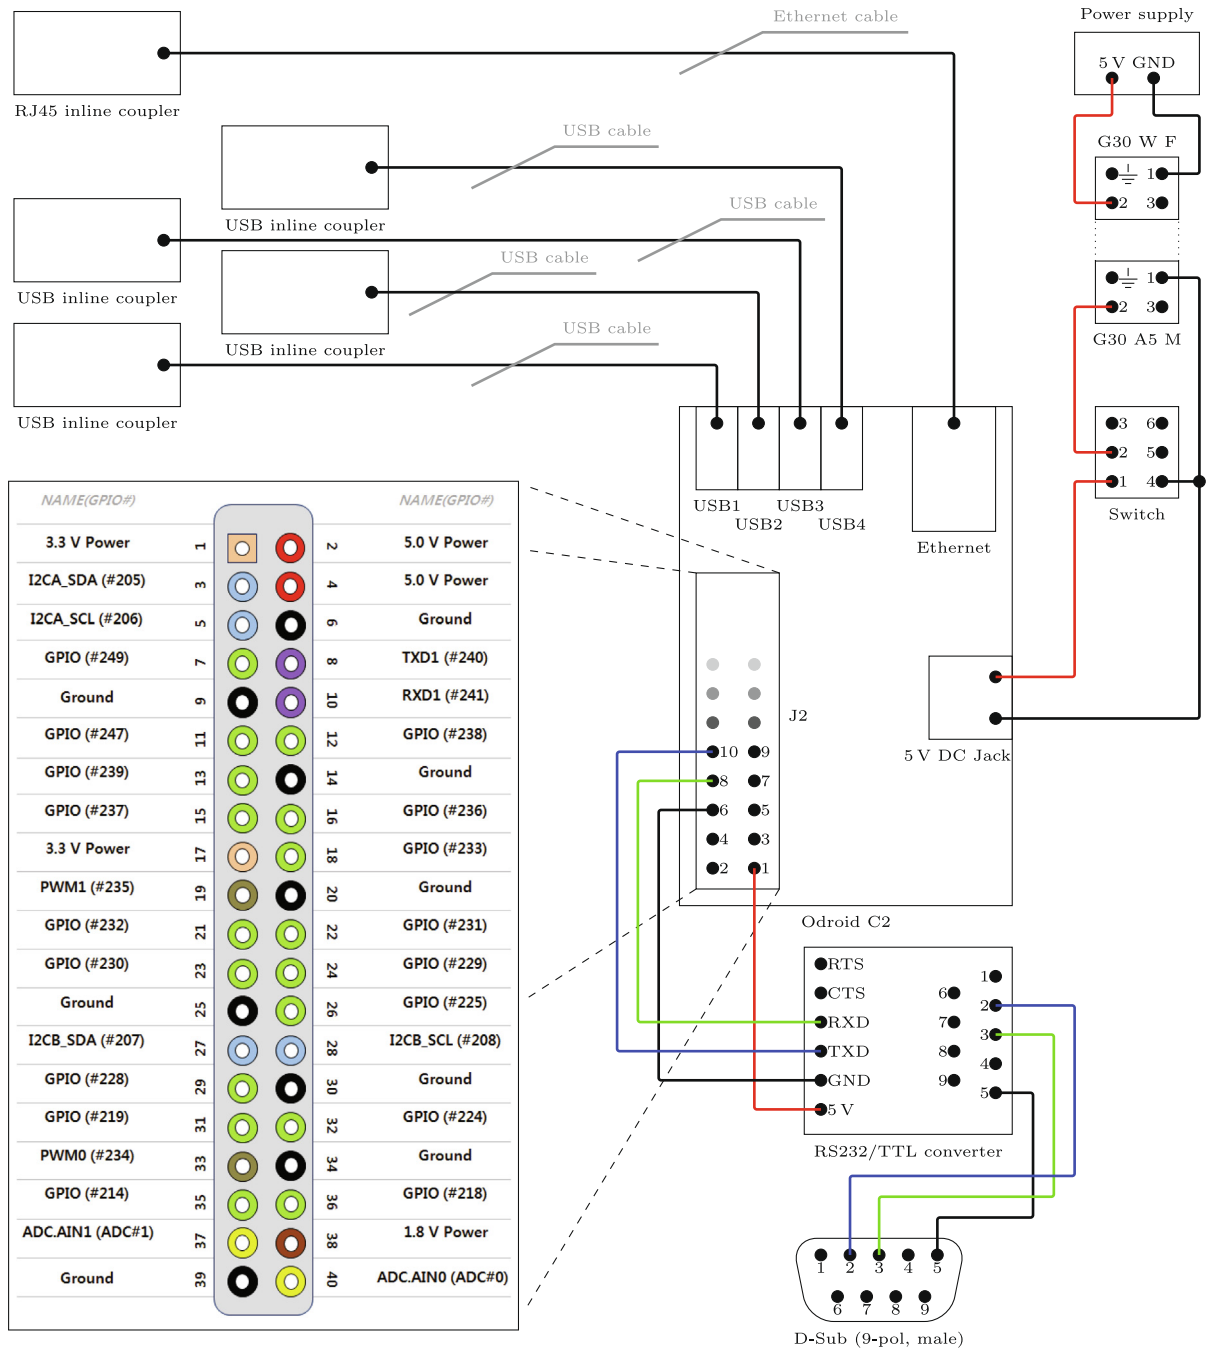 Ethernet cable
Power supply
5 V GND
RJ45 inline coupler
USB cable
G30 W F
1
2 3
USB inline coupler
USB cable
USB inline coupler
USB cable
1
2 3
G30 A5 M
USB inline coupler
USB cable
USB inline coupler
3 6
2 5
1 4
Switch
USB1 USB3
USB2 USB4
Ethernet
NAME(GPIO#) NAME(GPIO#)
3.3 V Power 1 2 5.0 V Power
I2CA_SDA (#205) 3 4 5.0 V Power
I2CA_SCL (#206) 5 6 Ground
GPIO (#249) 7 8 TXD1 (#240)
Ground 9 10 RXD1 (#241)
GPIO (#247) 11 12 GPIO (#238)
GPIO (#239) 13 14 Ground
GPIO (#237) 15 16 GPIO (#236)
3.3 V Power 17 18 GPIO (#233)
PWM1 (#235) 19 20 Ground
GPIO (#232) 21 22 GPIO (#231)
GPIO (#230) 23 24 GPIO (#229)
Ground 25 26 GPIO (#225)
I2CB_SDA (#207) 27 28 I2CB_SCL (#208)
GPIO (#228) 29 30 Ground
GPIO (#219) 31 32 GPIO (#224)
PWM0 (#234) 33 34 Ground
GPIO (#214) 35 36 GPIO (#218)
ADC.AIN1 (ADC#1) 37 38 1.8 V Power
Ground 39 40 ADC.AIN0 (ADC#0)
J2
10 9
8 7
6 5
4 3
2 1
5 V DC Jack
Odroid C2
RTS
CTS
RXD
TXD
GND
5 V
1
6
2
7
3
8
4
9
5
RS232/TTL converter
1 2 3 4 5
6 7 8 9
D-Sub (9-pol, male)